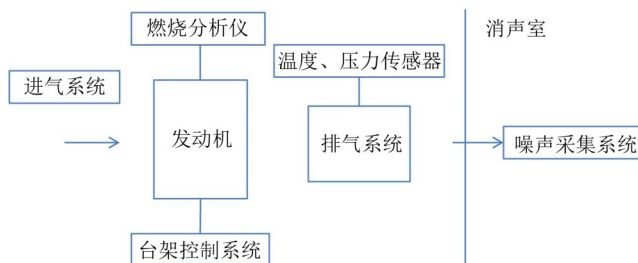 燃烧分析仪
消声室
温度、压力传感器
进气系统
发动机
排气系统
噪声采集系统
台架控制系统